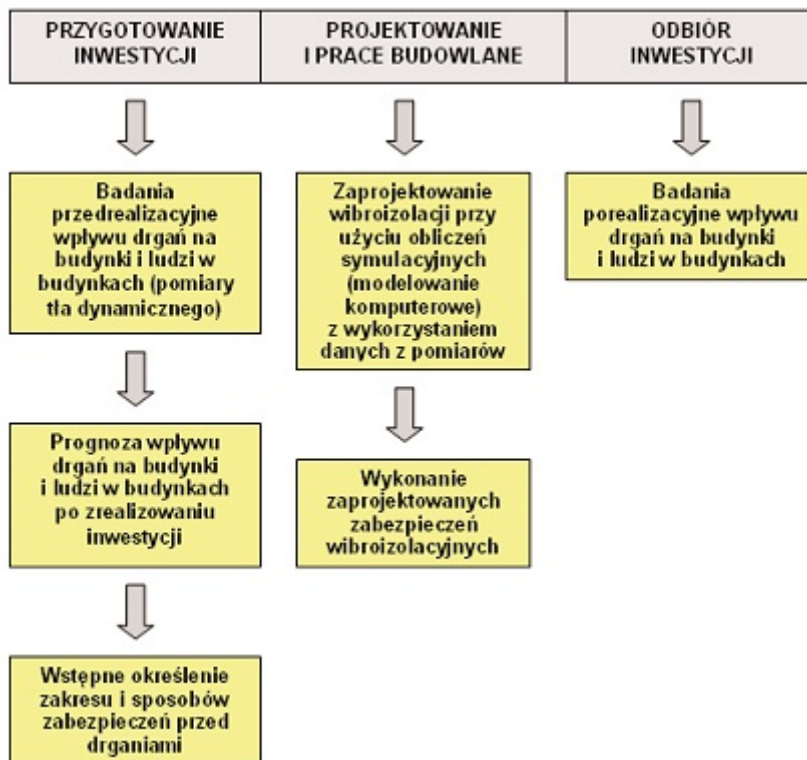 PRZYGOTOWANIE
INWESTYCJI
PROJEKTOWANIE
I PRACE BUDOWLANE
ODBIÓR
INWESTYCJI
Badania
przedrealizacyjne
wpływu drgań na
budynki i ludzi w
budynkach (pomiary
tła dynamicznego)
Prognoza wpływu
drgań na budynki
i ludzi w budynkach
po zrealizowaniu
inwestycji
Wstępne określenie
zakresu i sposobów
zabezpieczeń przed
drganiami
Zaprojektowanie
wibroizolacji przy
użyciu obliczeń
symulacyjnych
(modelowanie
komputerowe)
z wykorzystaniem
danych z pomiarów
Wykonanie
zaprojektowanych
zabezpieczeń
wibroizolacyjnych
Badania
porealizacyjne wpływu
drgań na budynki
i ludzi w budynkach